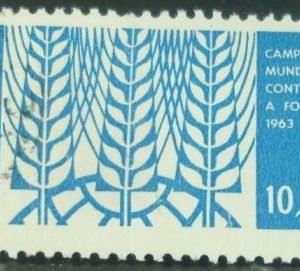 CAMP
MUND
CONT
A FO
1963
10,